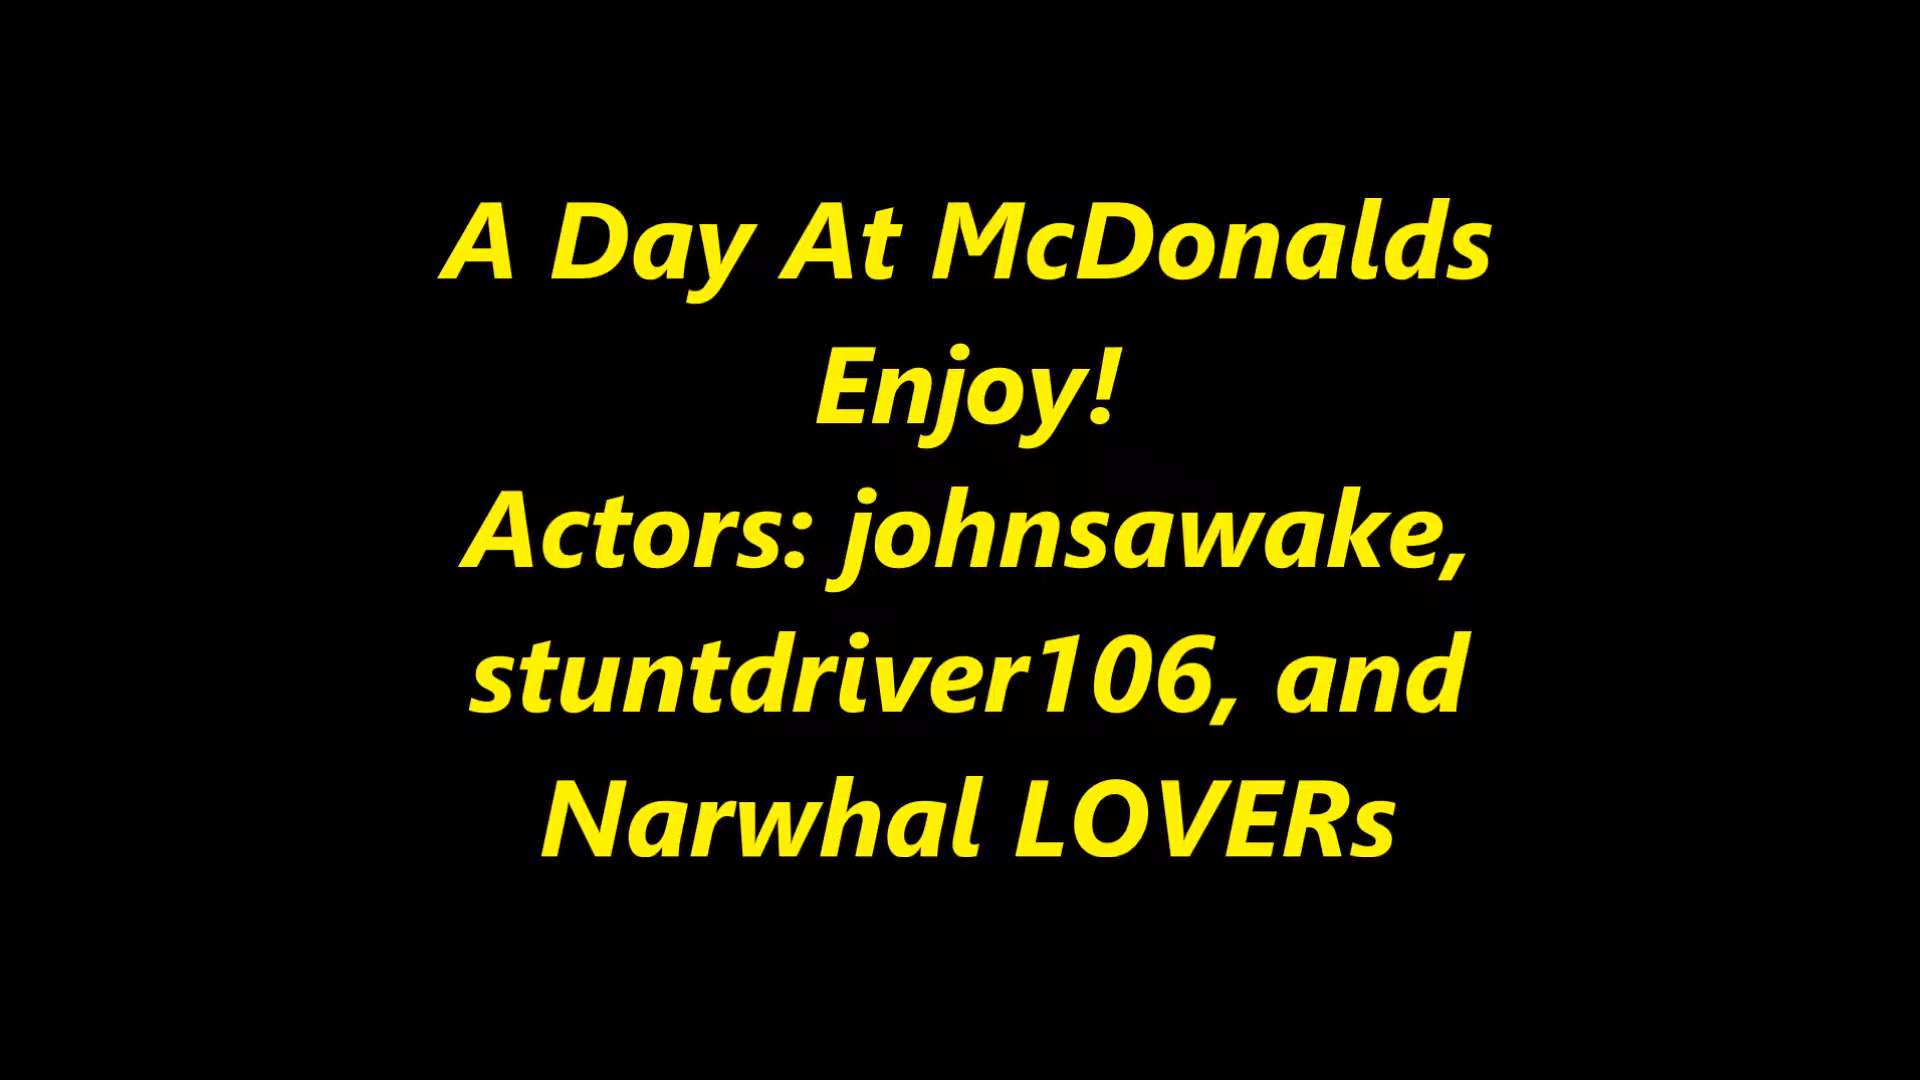 A Day At McDonalds
Enjoy!
Actors: johnsawake,
stuntdriver106, and
Narwhal LOVERs